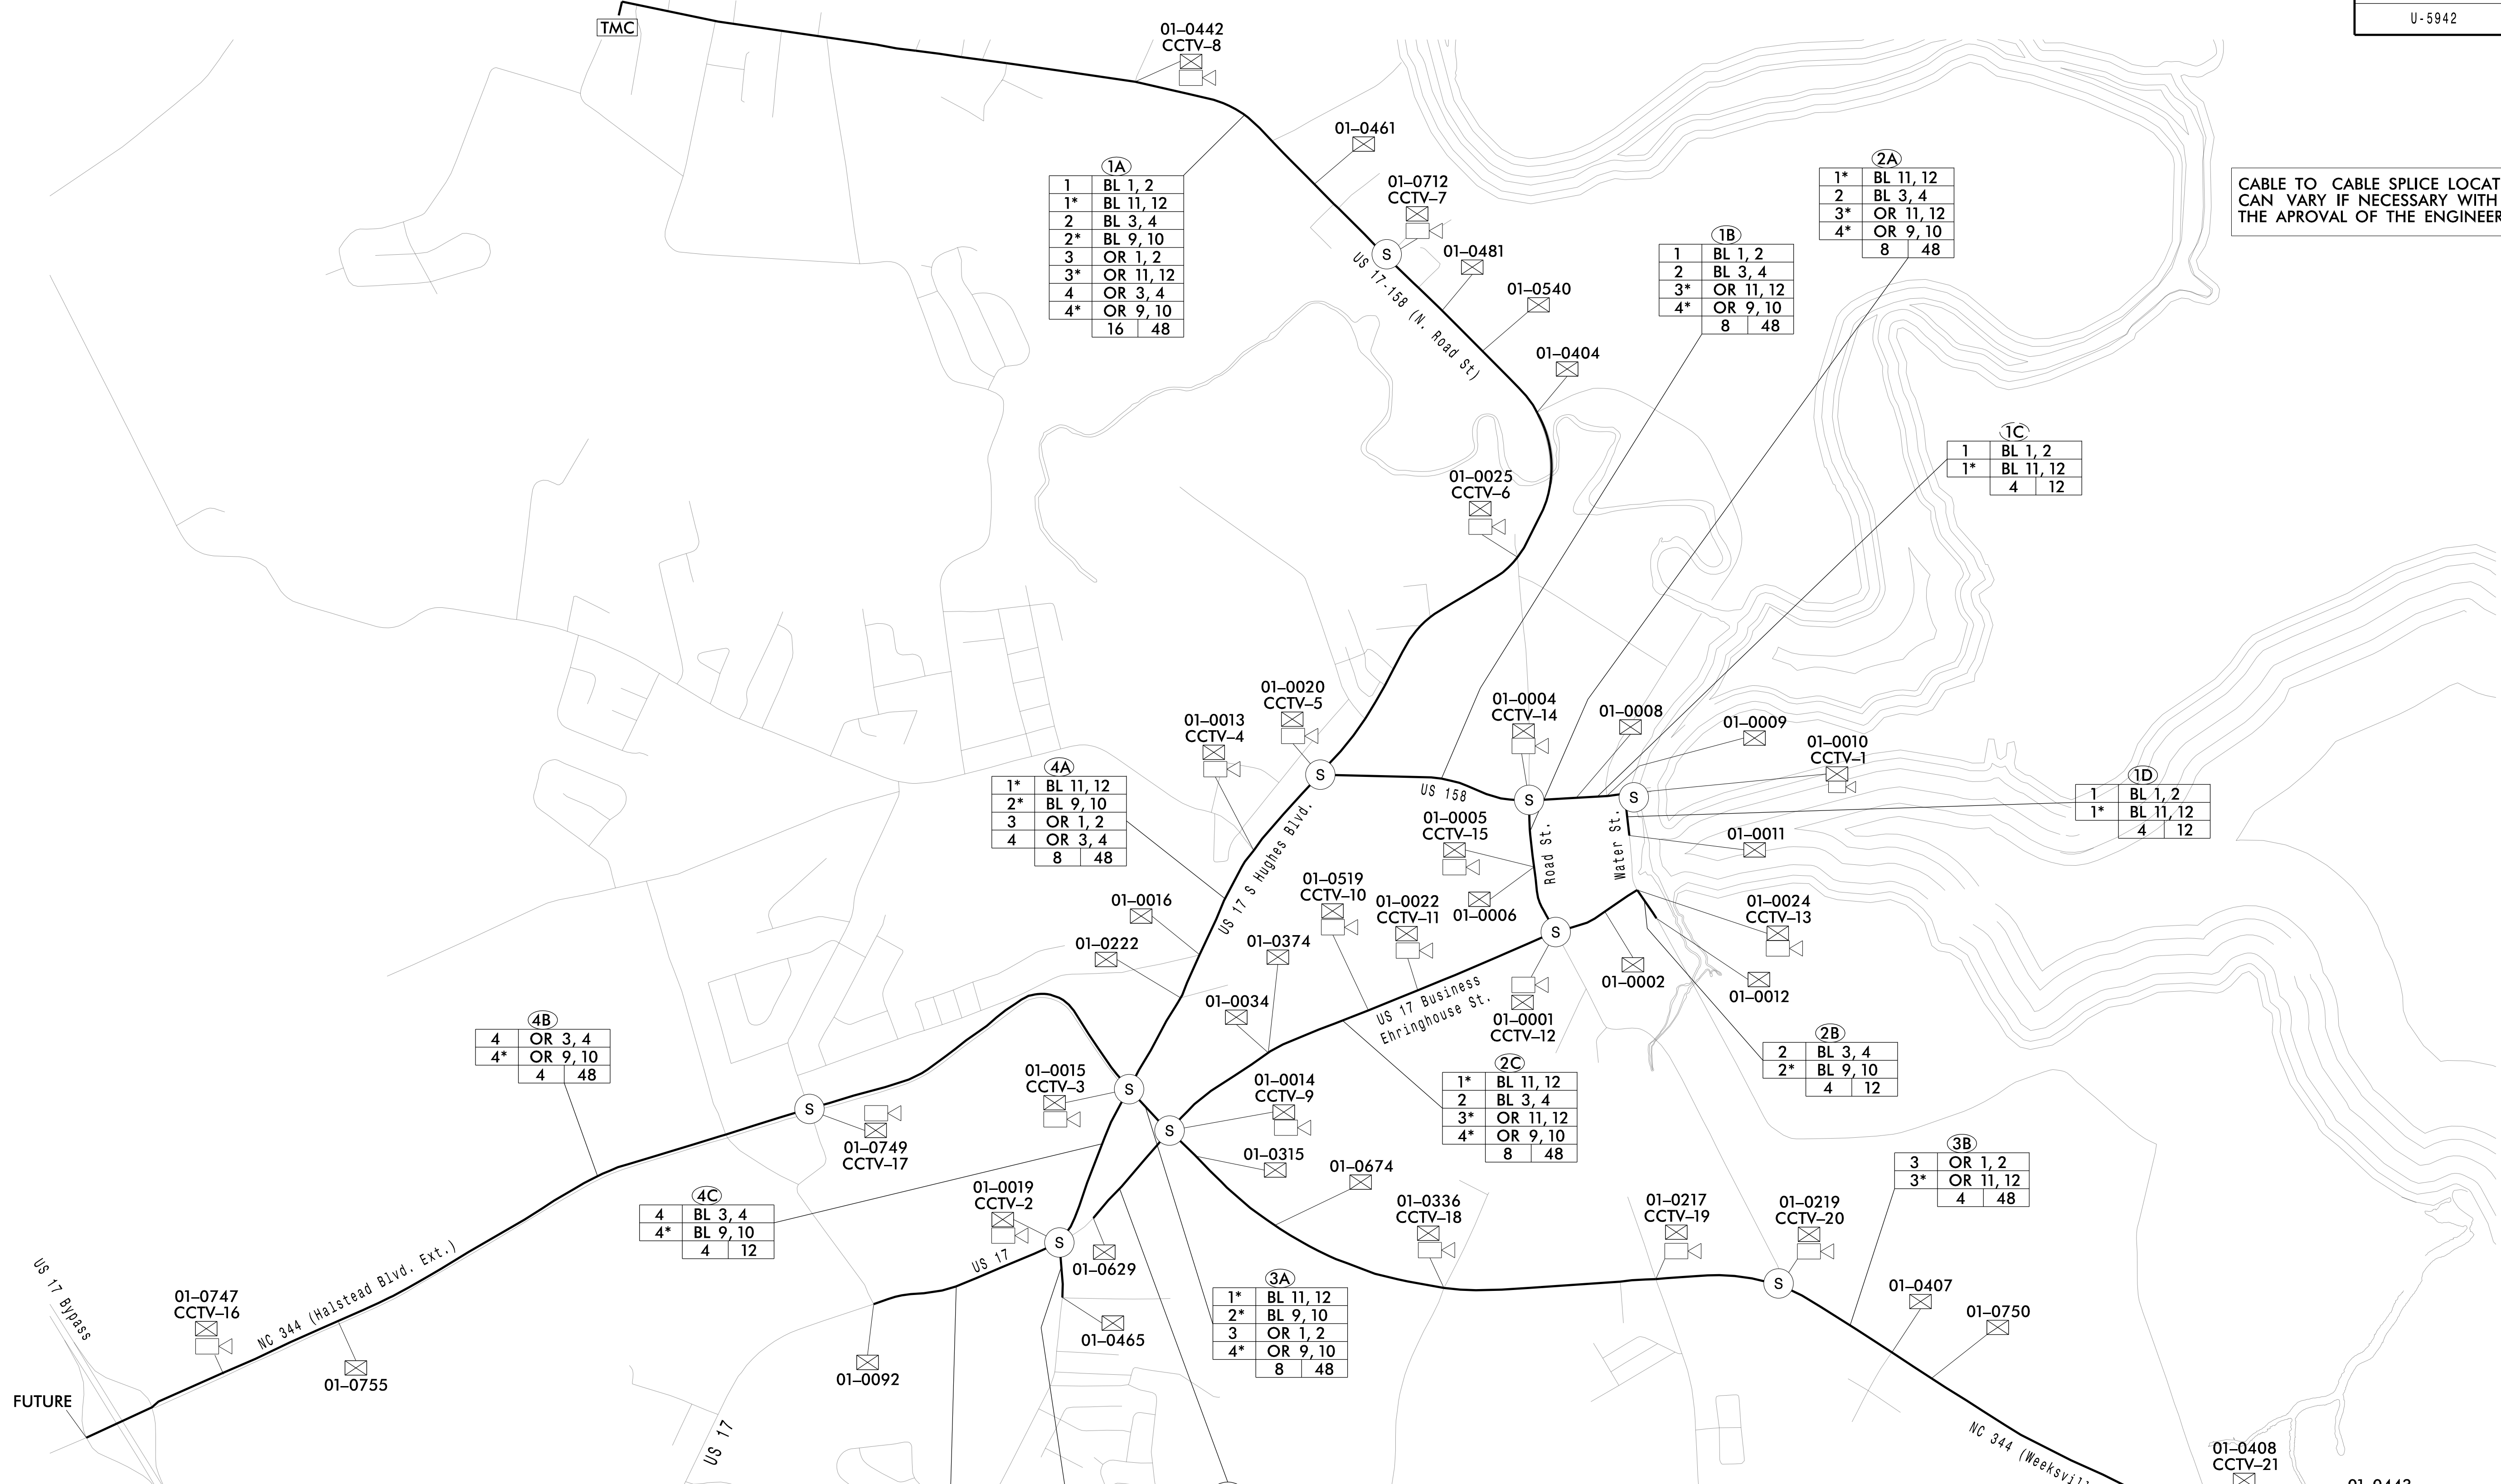 U-5942
TMC
01-0442
CCTV-8
01-0461
1A
1 BL 1, 2
1* BL 11, 12
2 BL 3, 4
2* BL 9, 10
3 OR 1, 2
3* OR 11, 12
4 OR 3, 4
4* OR 9, 10
16 48
01-0712
CCTV-7
S
01-0481
US 17-158 (N. Road St)
01-0540
01-0404
2A
1* BL 11, 12
2 BL 3, 4
3* OR 11, 12
4* OR 9, 10
8 48
CABLE TO CABLE SPLICE
CAN VARY IF NECESSARY WITH
THE APROVAL OF THE ENGINEER
1B
1 BL 1, 2
2 BL 3, 4
3* OR 11, 12
4* OR 9, 10
8 48
1C
1 BL 1, 2
1* BL 11, 12
4 12
01-0025
CCTV-6
01-0020
CCTV-5
01-0013
CCTV-4
01-0004
CCTV-14
01-0008
01-0009
01-0010
CCTV-1
S
US 158
S
S
1D
1 BL 1, 2
1* BL 11, 12
4 12
4A
1* BL 11, 12
2* BL 9, 10
3 OR 1, 2
4 OR 3, 4
8 48
US 17 S Hughes Blvd.
01-0005
CCTV-15
Road St.
Water St.
01-0011
01-0016
01-0222
01-0519
CCTV-10
01-0022
CCTV-11
01-0006
01-0024
CCTV-13
01-0374
S
01-0002
01-0012
01-0034
US 17 Business
Ehringhouse St.
01-0001
CCTV-12
4B
4 OR 3, 4
4* OR 9, 10
4 48
2B
2 BL 3, 4
2* BL 9, 10
4 12
01-0015
CCTV-3
S
01-0014
CCTV-9
2C
1* BL 11, 12
2 BL 3, 4
3* OR 11, 12
4* OR 9, 10
8 48
S
01-0749
CCTV-17
S
01-0315
01-0674
3B
3 OR 1, 2
3* OR 11, 12
4 48
4C
4 BL 3, 4
4* BL 9, 10
4 12
01-0019
CCTV-2
S
01-0336
CCTV-18
01-0217
CCTV-19
01-0219
CCTV-20
S
US 17
01-0629
3A
1* BL 11, 12
2* BL 9, 10
3 OR 1, 2
4* OR 9, 10
8 48
01-0407
01-0750
US 17 Bypass
01-0747
CCTV-16
NC 344 (Halstead Blvd. Ext.)
01-0755
01-0092
01-0465
FUTURE
US 17
NC 344
01-0408
CCTV-21